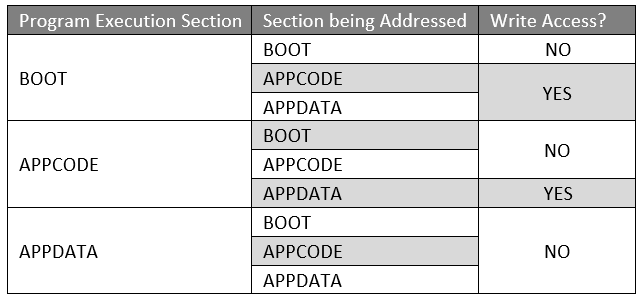 Program Execution Section Section being Addressed Write Access?
BOOT
BOOT NO
APPCODE
APPDATA
YES
APPCODE
BOOT
APPCODE
NO
APPDATA YES
APPDATA
BOOT
APPCODE
APPDATA
NO